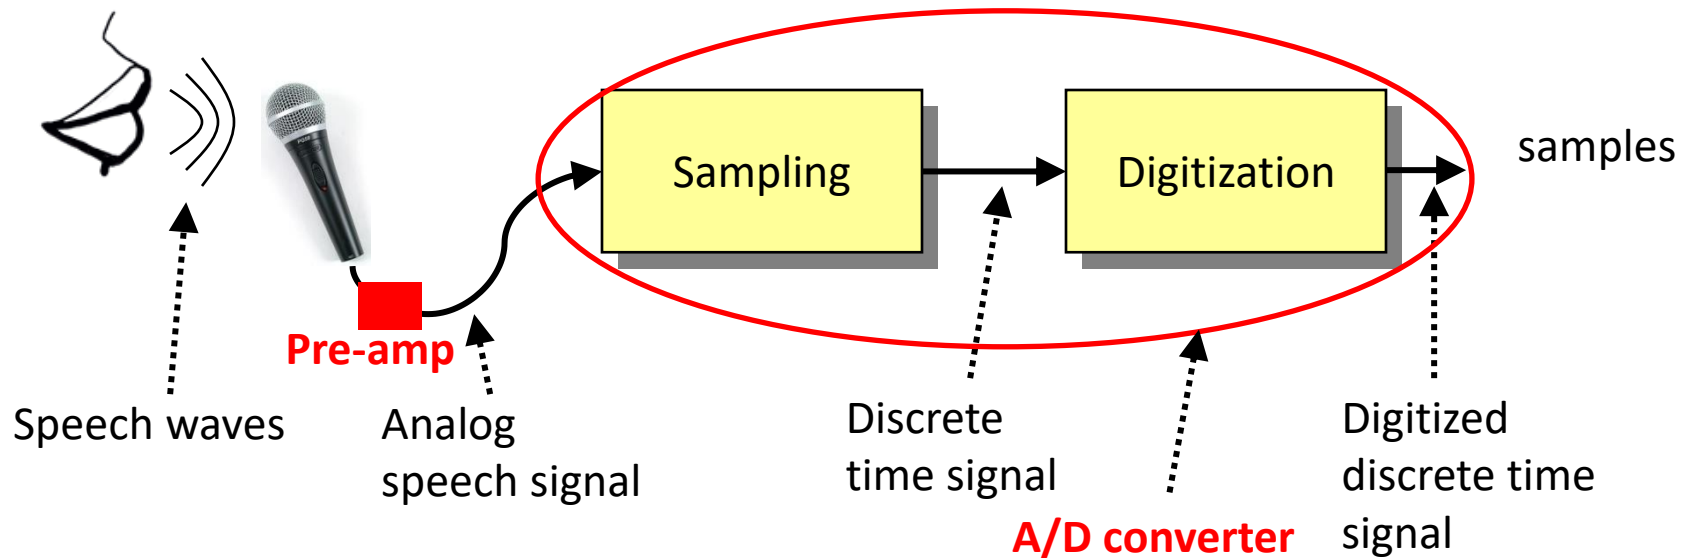 samples
Sampling
Digitization
Pre-amp
Speech waves
Analog
speech signal
Discrete
time signal
A/D converter
Digitized
discrete time
signal